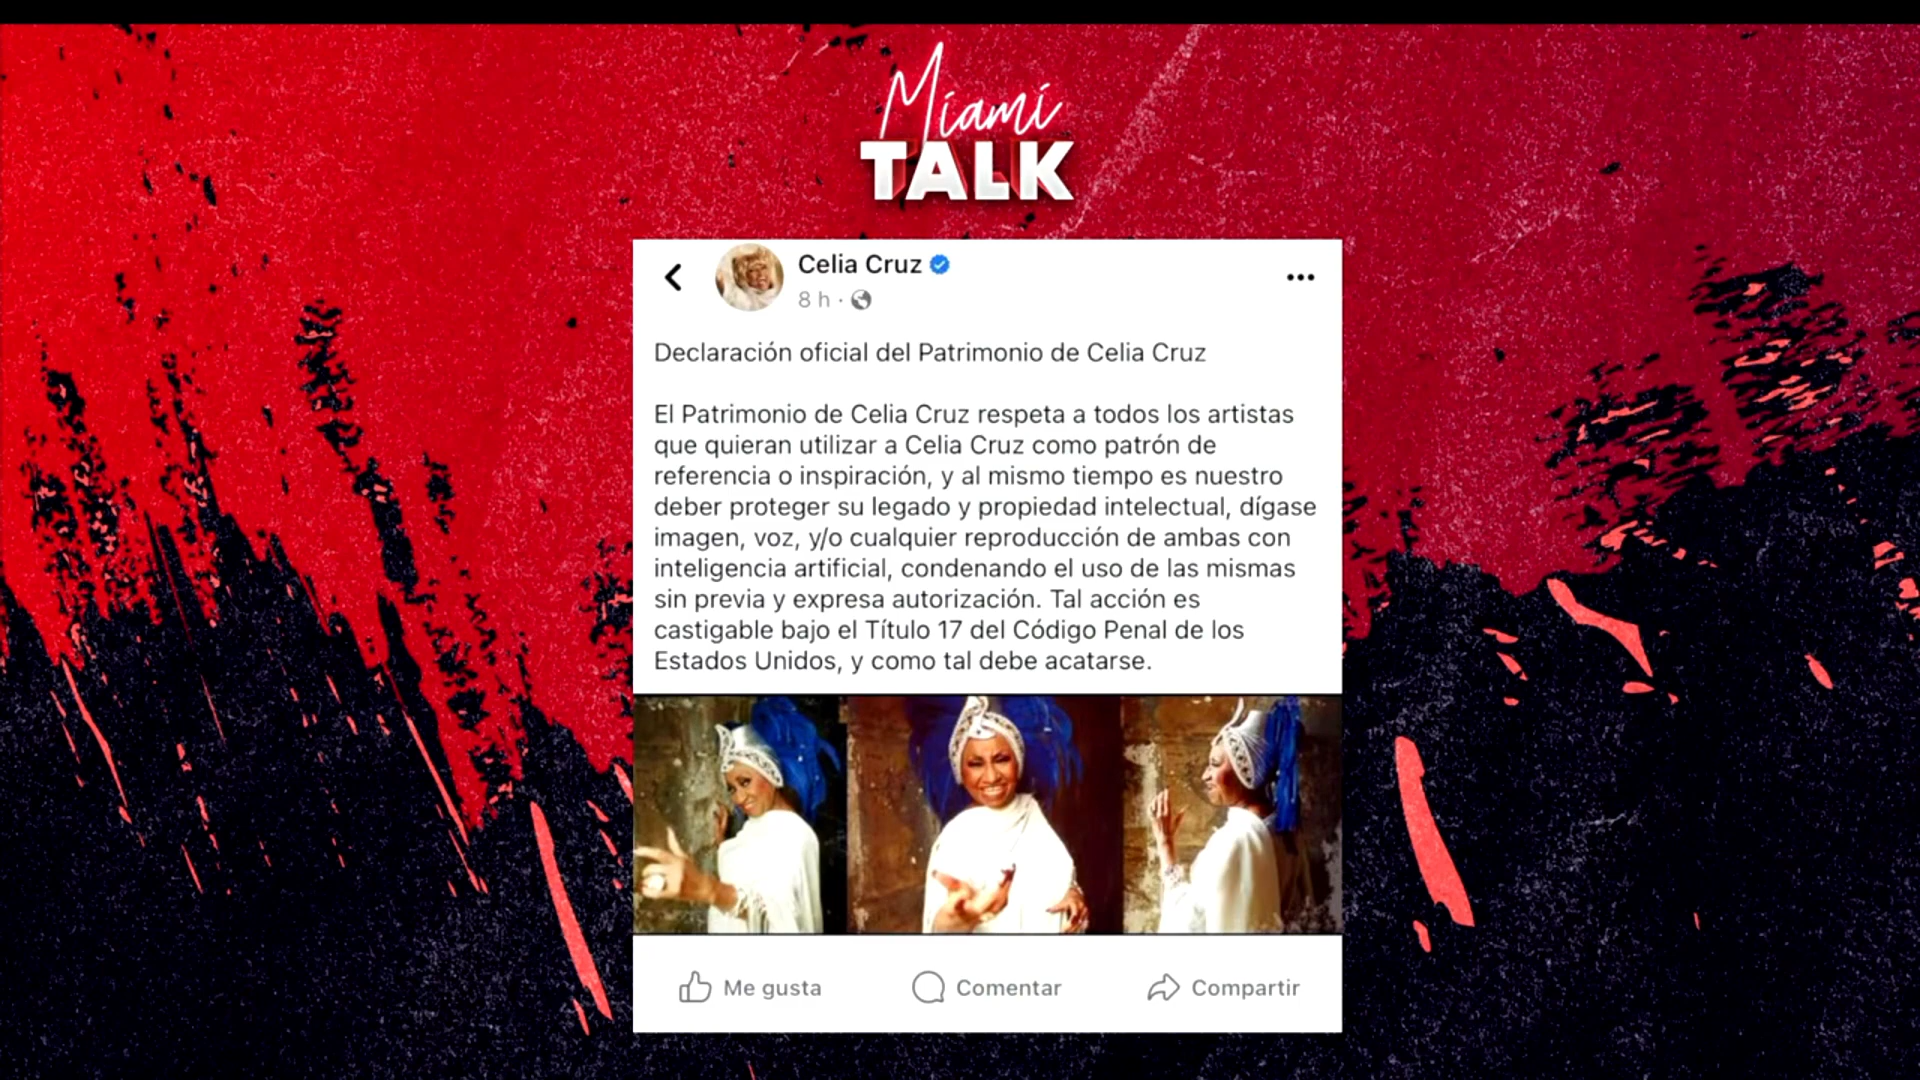 Miami
TALK
Celia Cruz
8 h ·
Declaración oficial del Patrimonio de Celia Cruz
El Patrimonio de Celia Cruz respeta a todos los artistas
que quieran utilizar a Celia Cruz como patrón de
referencia o inspiración, y al mismo tiempo es nuestro
deber proteger su legado y propiedad intelectual, dígase
imagen, voz, y/o cualquier reproducción de ambas con
inteligencia artificial, condenando el uso de las mismas
sin previa y expresa autorización. Tal acción es
castigable bajo el Título 17 del Código Penal de los
Estados Unidos, y como tal debe acatarse.
Me gusta
Comentar
Compartir